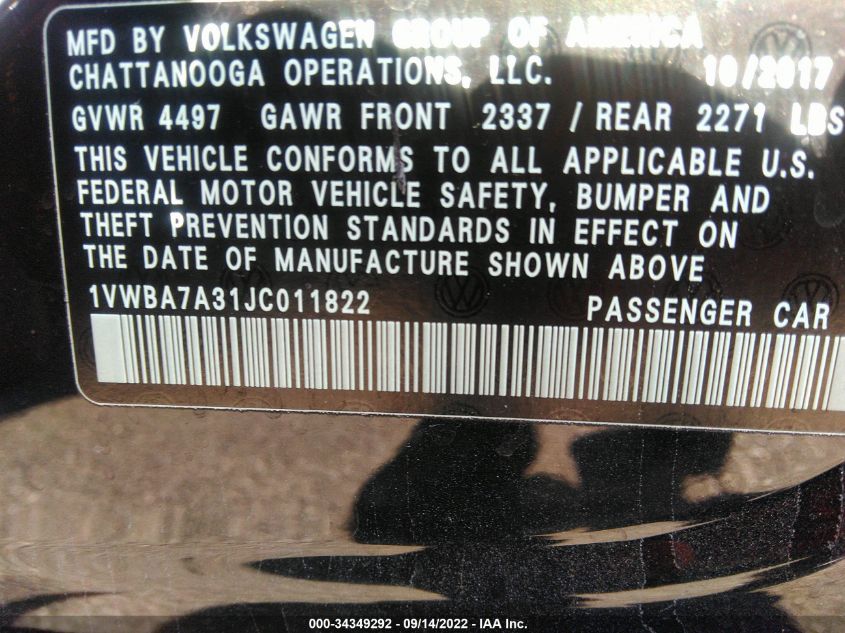 MFD BY VOLKSWAGEN GROUP OF AMERICA
CHATTANOOGA OPERATIONS, LLC. 10/2017
GVWR 4497 GAWR FRONT 2337 / REAR 2271 LBS
THIS VEHICLE CONFORMS TO ALL APPLICABLE U.S.
FEDERAL MOTOR VEHICLE SAFETY, BUMPER AND
THEFT PREVENTION STANDARDS IN EFFECT ON
THE DATE OF MANUFACTURE SHOWN ABOVE
1VWBA7A31JC011822 PASSENGER CAR
000-34349292 - 09/14/2022 - IAA Inc.